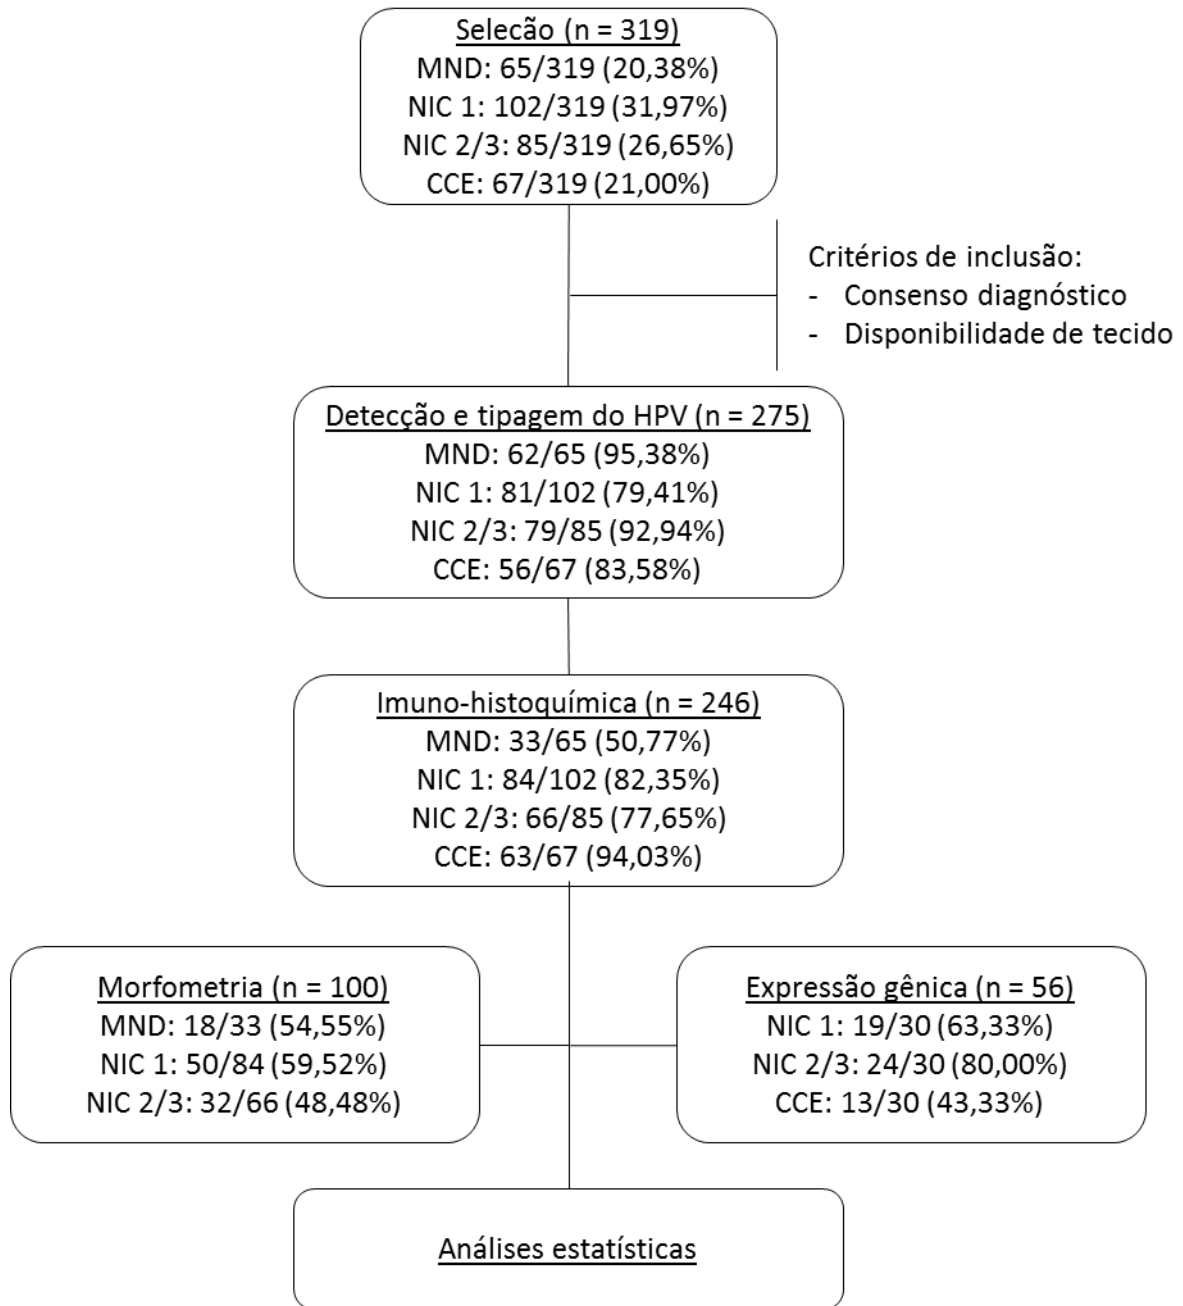 Selecão (n = 319)
MND: 65/319 (20,38%)
NIC 1: 102/319 (31,97%)
NIC 2/3: 85/319 (26,65%)
CCE: 67/319 (21,00%)
Critérios de inclusão:
- Consenso diagnóstico
- Disponibilidade de tecido
Detecção e tipagem do HPV (n = 275)
MND: 62/65 (95,38%)
NIC 1: 81/102 (79,41%)
NIC 2/3: 79/85 (92,94%)
CCE: 56/67 (83,58%)
Imuno-histoquímica (n = 246)
MND: 33/65 (50,77%)
NIC 1: 84/102 (82,35%)
NIC 2/3: 66/85 (77,65%)
CCE: 63/67 (94,03%)
Morfometria (n = 100)
MND: 18/33 (54,55%)
NIC 1: 50/84 (59,52%)
NIC 2/3: 32/66 (48,48%)
Expressão gênica (n = 56)
NIC 1: 19/30 (63,33%)
NIC 2/3: 24/30 (80,00%)
CCE: 13/30 (43,33%)
Análises estatísticas